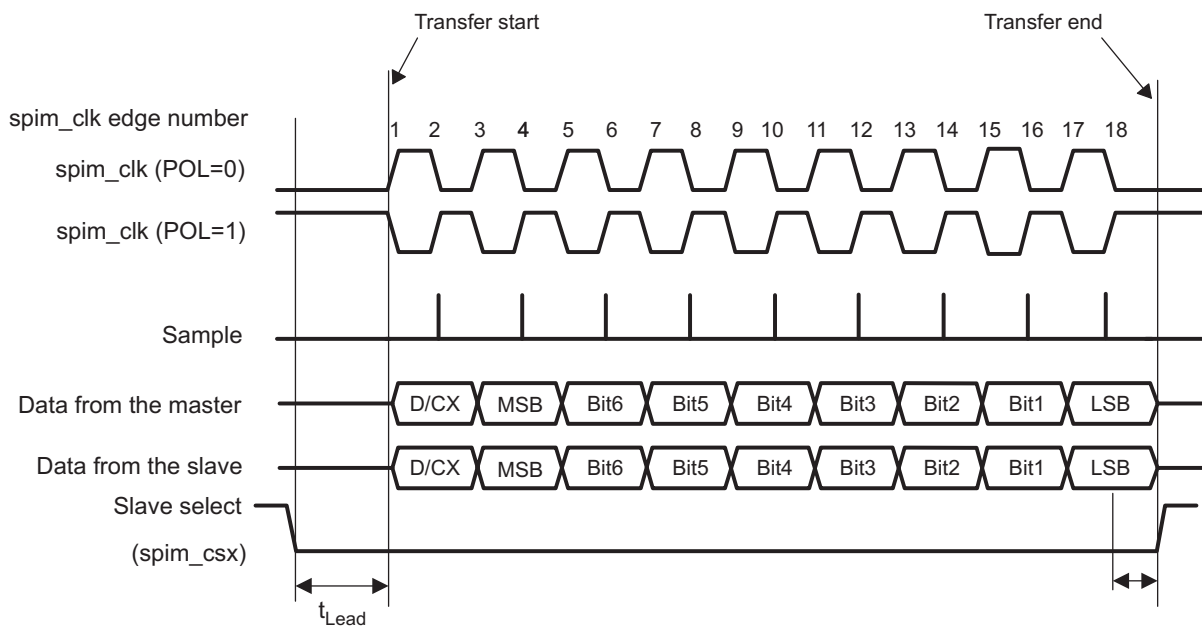 Transfer start
Transfer end
spim_clk edge number
1 2 3 4 5 6 7 8 9 10 11 12 13 14 15 16 17 18
spim_clk (POL=0)
spim_clk (POL=1)
Sample
Data from the master
D/CX MSB Bit6 Bit5 Bit4 Bit3 Bit2 Bit1 LSB
Data from the slave
D/CX MSB Bit6 Bit5 Bit4 Bit3 Bit2 Bit1 LSB
Slave select
(spim_csx)
tLead